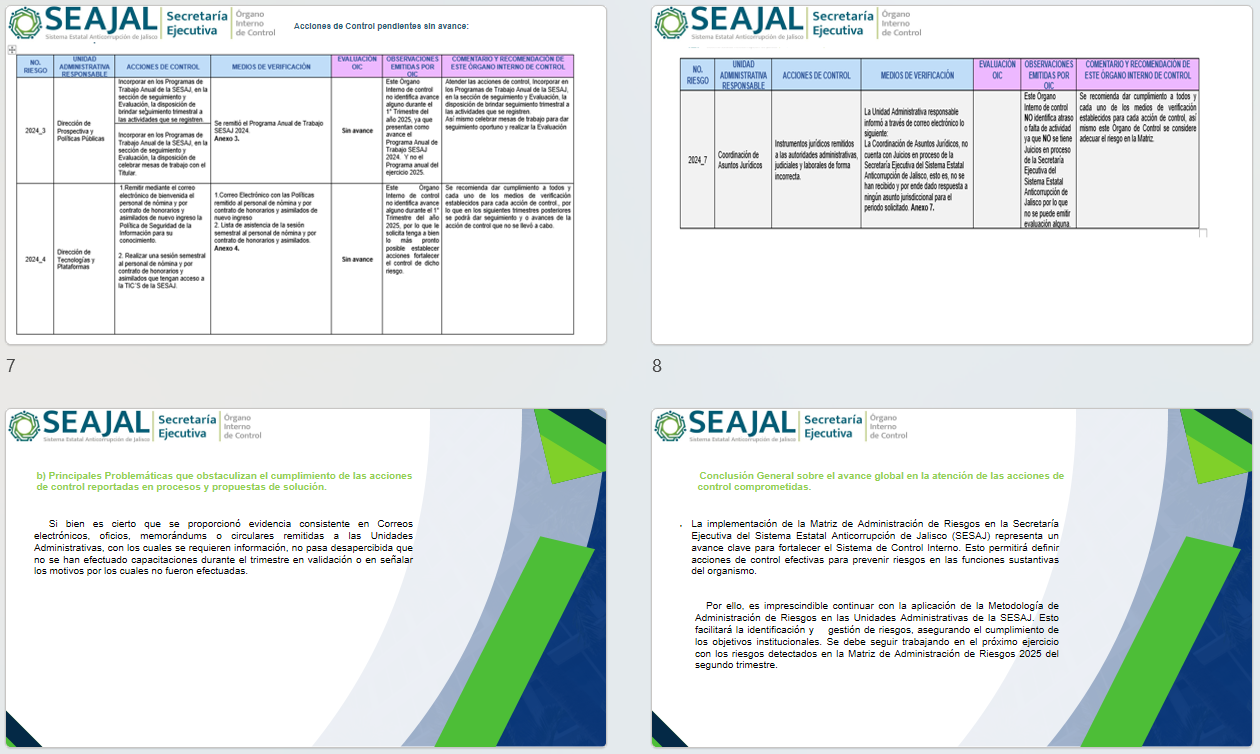 SEAJAL
Sistema Estatal Anticorrupción de Jalisco
Secretaría
Ejecutiva
Órgano
Interno
de Control
Acciones de Control pendientes sin avance:
NO.
RIESGO
UNIDAD
ADMINISTRATIVA
RESPONSABLE
ACCIONES DE CONTROL
MEDIOS DE VERIFICACIÓN
EVALUACIÓN
OIC
OBSERVACIONES
EMITIDAS POR
OIC
COMENTARIO Y RECOMENDACIÓN DE
ESTE ÓRGANO INTERNO DE CONTROL
2024_3
Dirección de
Prospectiva y
Políticas Públicas
Incorporar en los Programas de
Trabajo Anual de la SESAJ, en la
sección de seguimiento y
Evaluación, la disposición de
brindar seguimiento trimestral a
las actividades que se registren.
Incorporar en los Programas de
Trabajo Anual de la SESAJ, en la
sección de seguimiento y
Evaluación, la disposición de
celebrar mesas de trabajo con el
Titular.
Se remitió el Programa Anual de Trabajo
SESAJ 2024.
Anexo 3.
Sin avance
Este Órgano
Interno de control
no identifica avance
alguno durante el
1° Trimestre del
año 2025, ya que
presentan como
avance el
Programa Anual de
Trabajo SESAJ
2024. Y no el
Programa anual del
ejercicio 2025.
Atender las acciones de control, Incorporar en
los Programas de Trabajo Anual de la SESAJ,
en la sección de seguimiento y Evaluación, la
disposición de brindar seguimiento trimestral a
las actividades que se registren.
Así mismo celebrar mesas de trabajo para dar
seguimiento oportuno y realizar la Evaluación
2024_4
Dirección de
Tecnologías y
Plataformas
1.Remitir mediante el correo
electrónico de bienvenida el
personal de nómina y por
contrato de honorarios y
asimilados de nuevo ingreso la
Política de Seguridad de la
Información para su
conocimiento.
2. Realizar una sesión semestral
al personal de nómina y por
contrato de honorarios y
asimilados que tengan acceso a
la TIC´S de la SESAJ.
1.Correo Electrónico con las Políticas
remitido al personal de nómina y por
contrato de honorarios y asimilados de
nuevo ingreso
2. Lista de asistencia de la sesión
semestral al personal de nómina y por
contrato de honorarios y asimilados.
Anexo 4.
Sin avance
Este Órgano
Interno de control
no identifica avance
alguno durante el 1°
Trimestre del año
2025, por lo que le
solicita tenga a bien
lo más pronto
posible establecer
acciones fortalecer
el control de dicho
riesgo.
Se recomienda dar cumplimiento a todos y
cada uno de los medios de verificación
establecidos para cada acción de control., por
lo que en los siguientes trimestres posteriores
se podrá dar seguimiento y o avances de la
acción de control que no se llevó a cabo.
7
SEAJAL
Sistema Estatal Anticorrupción de Jalisco
Secretaría
Ejecutiva
Órgano
Interno
de Control
NO.
RIESGO
UNIDAD
ADMINISTRATIVA
RESPONSABLE
ACCIONES DE CONTROL
MEDIOS DE VERIFICACIÓN
EVALUACIÓN
OIC
OBSERVACIONES
EMITIDAS POR
OIC
COMENTARIO Y RECOMENDACIÓN DE
ESTE ÓRGANO INTERNO DE CONTROL
2024_7
Coordinación de
Asuntos Jurídicos
Instrumentos jurídicos remitidos
a las autoridades administrativas,
judiciales y laborales de forma
incorrecta.
La Unidad Administrativa responsable
informó a través de correo electrónico lo
siguiente:
La Coordinación de Asuntos Jurídicos, no
cuenta con Juicios en proceso de la
Secretaría Ejecutiva del Sistema Estatal
Anticorrupción de Jalisco, esto es, no se
han recibido y por ende dado respuesta a
ningún asunto jurisdiccional para el
periodo solicitado. Anexo 7.
Este Órgano
Interno de control
NO identifica atraso
o falta de actividad
ya que NO se tiene
Juicios en proceso
de la Secretaría
Ejecutiva del
Sistema Estatal
Anticorrupción de
Jalisco por lo que
no se puede emitir
evaluación alguna.
Se recomienda dar cumplimiento a todos y
cada uno de los medios de verificación
establecidos para cada acción de control, así
mismo este Órgano de Control se considere
adecuar el riesgo en la Matriz.
8
SEAJAL
Sistema Estatal Anticorrupción de Jalisco
Secretaría
Ejecutiva
Órgano
Interno
de Control
b) Principales Problemáticas que obstaculizan el cumplimiento de las acciones
de control reportadas en procesos y propuestas de solución.
Si bien es cierto que se proporcionó evidencia consistente en Correos
electrónicos, oficios, memorándums o circulares remitidas a las Unidades
Administrativas, con los cuales se requieren información, no pasa desapercibida que
no se han efectuado capacitaciones durante el trimestre en validación o en señalar
los motivos por los cuales no fueron efectuadas.
SEAJAL
Sistema Estatal Anticorrupción de Jalisco
Secretaría
Ejecutiva
Órgano
Interno
de Control
Conclusión General sobre el avance global en la atención de las acciones de
control comprometidas.
. La implementación de la Matriz de Administración de Riesgos en la Secretaría
Ejecutiva del Sistema Estatal Anticorrupción de Jalisco (SESAJ) representa un
avance clave para fortalecer el Sistema de Control Interno. Esto permitirá definir
acciones de control efectivas para prevenir riesgos en las funciones sustantivas
del organismo.
Por ello, es imprescindible continuar con la aplicación de la Metodología de
Administración de Riesgos en las Unidades Administrativas de la SESAJ. Esto
facilitará la identificación y gestión de riesgos, asegurando el cumplimiento de
los objetivos institucionales. Se debe seguir trabajando en el próximo ejercicio
con los riesgos detectados en la Matriz de Administración de Riesgos 2025 del
segundo trimestre.